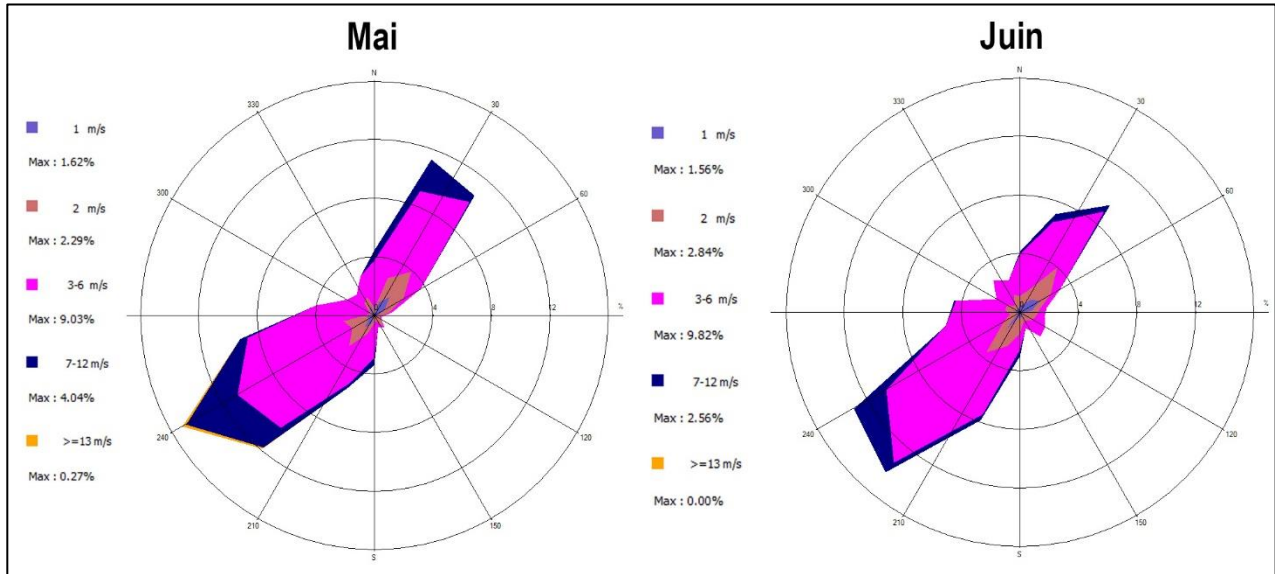 Mai
1 m/s
Max : 1.62%
2 m/s
Max : 2.29%
3-6 m/s
Max : 9.03%
7-12 m/s
Max : 4.04%
>=13 m/s
Max : 0.27%
N
330
30
300
60
0 4 8 12 %
240
120
210
150
S
Juin
1 m/s
Max : 1.56%
2 m/s
Max : 2.84%
3-6 m/s
Max : 9.82%
7-12 m/s
Max : 2.56%
>=13 m/s
Max : 0.00%
N
330
30
300
60
0 4 8 12 %
240
120
210
150
S